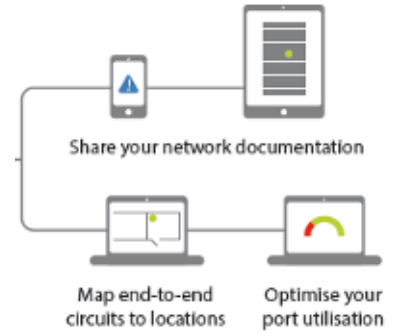 Share your network documentation
Map end-to-end
circuits to locations
Optimise your
port utilisation